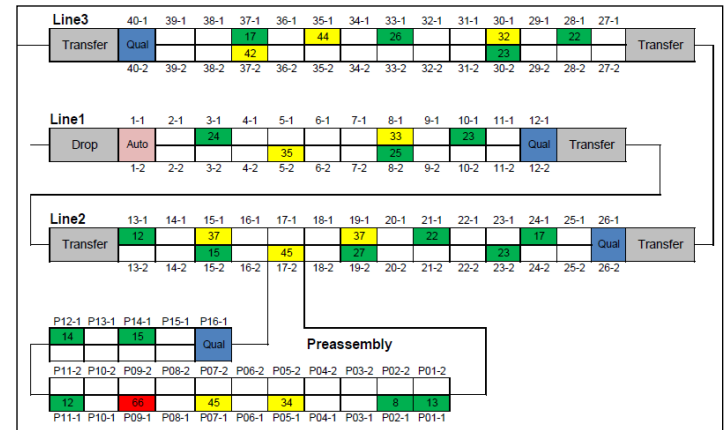 Line3 40-1 39-1 38-1 37-1 36-1 35-1 34-1 33-1 32-1 31-1 30-1 29-1 28-1 27-1
Transfer Qual 17 44 26 32 22 Transfer
42 23
40-2 39-2 38-2 37-2 36-2 35-2 34-2 33-2 32-2 31-2 30-2 29-2 28-2 27-2
Line1 1-1 2-1 3-1 4-1 5-1 6-1 7-1 8-1 9-1 10-1 11-1 12-1
Drop Auto 24 33 23 Qual Transfer
35 25
1-2 2-2 3-2 4-2 5-2 6-2 7-2 8-2 9-2 10-2 11-2 12-2
Line2 13-1 14-1 15-1 16-1 17-1 18-1 19-1 20-1 21-1 22-1 23-1 24-1 25-1 26-1
Transfer 12 37 37 22 17 Qual Transfer
15 45 27 23
13-2 14-2 15-2 16-2 17-2 18-2 19-2 20-2 21-2 22-2 23-2 24-2 25-2 26-2
P12-1 P13-1 P14-1 P15-1 P16-1
14 15 Qual Preassembly
P11-2 P10-2 P09-2 P08-2 P07-2 P06-2 P05-2 P04-2 P03-2 P02-2 P01-2
12 66 45 34 8 13
P11-1 P10-1 P09-1 P08-1 P07-1 P06-1 P05-1 P04-1 P03-1 P02-1 P01-1